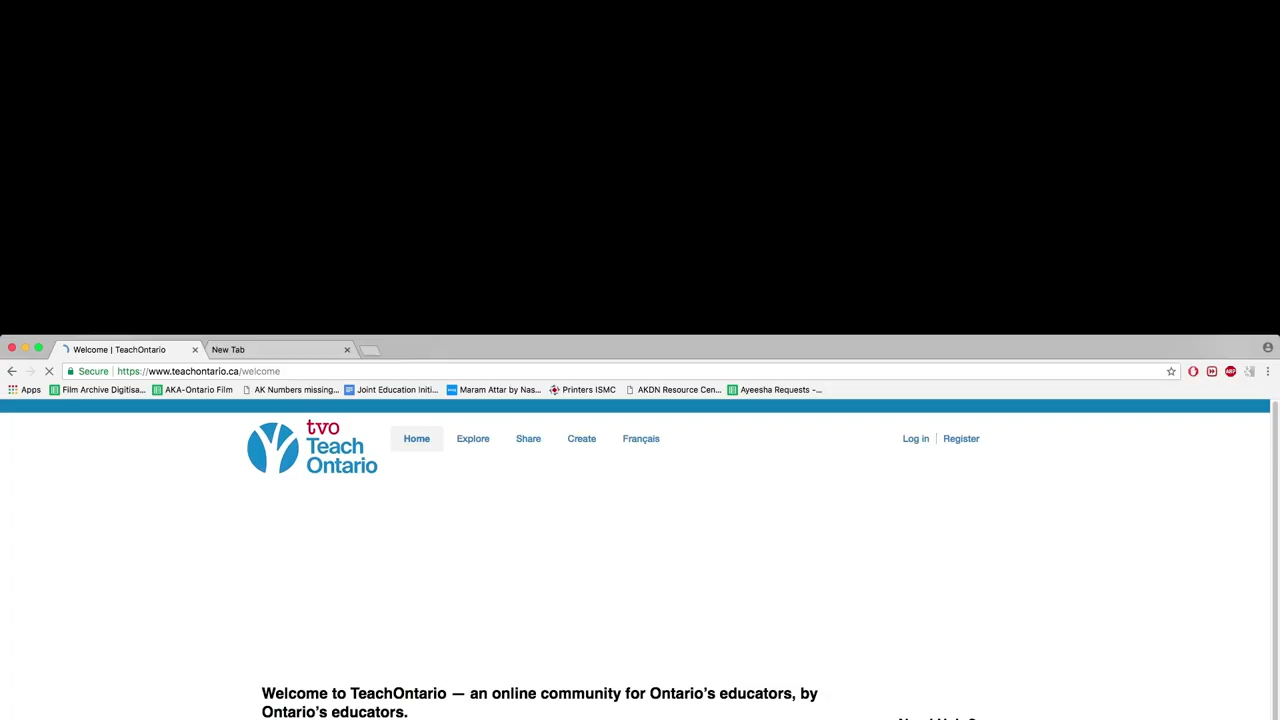 Welcome | TeachOntario
New Tab
Secure https://www.teachontario.ca/welcome
Apps Film Archive Digitisa... AKA-Ontario Film AK Numbers missing... Joint Education Initi... Maram Attar by Nas... Printers ISMC AKDN Resource Cen... Ayeesha Requests -...
tvo
Teach
Ontario
Home Explore Share Create Français Log in Register
Welcome to TeachOntario — an online community for Ontario's educators, by
Ontario's educators.